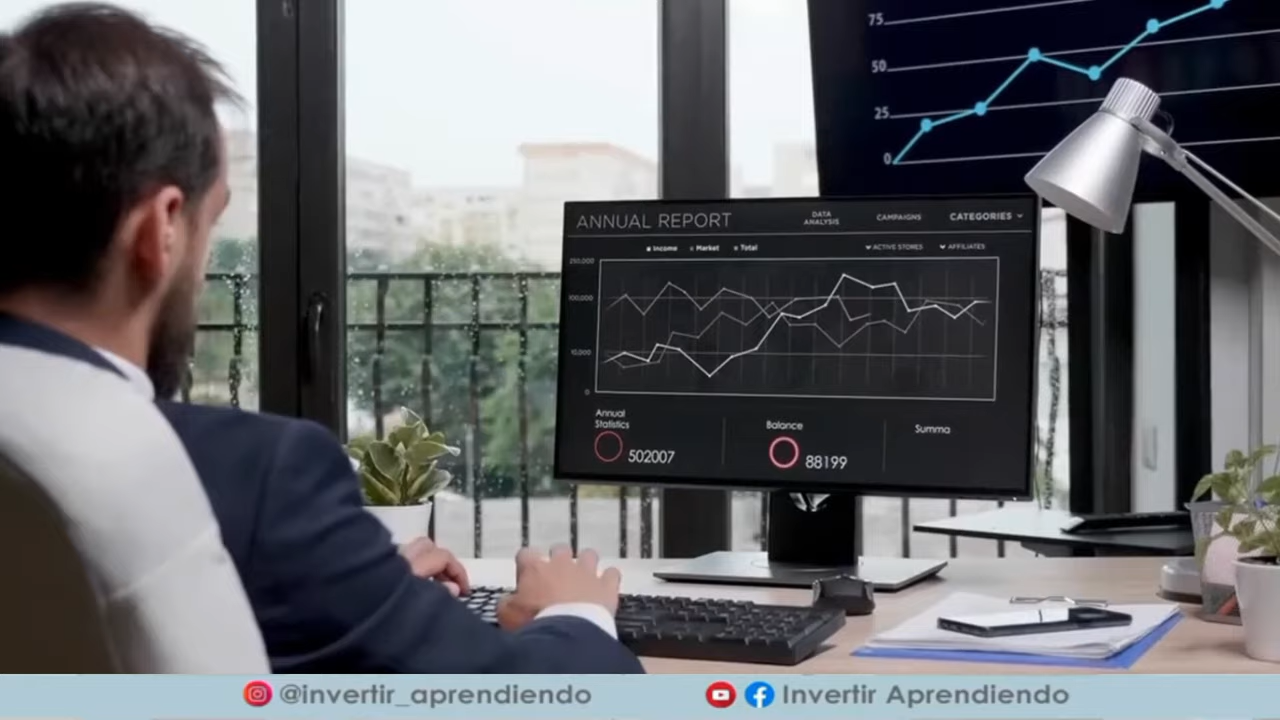 75
50
25
0
ANNUAL REPORT
DATA
ANALYSIS
CAMPAIGNS
CATEGORIES
Income Market Total
ACTIVE STORES
AFFILIATES
250,000
100,000
10,000
0
Annual
Statistics
502007
Balance
88199
Summa
@invertir_aprendiendo
Invertir Aprendiendo